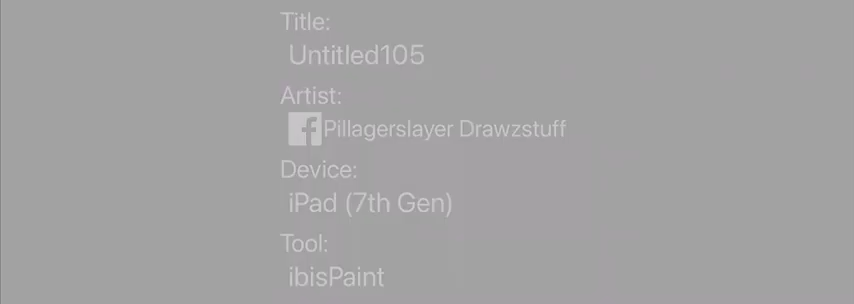 Title:
Untitled105
Artist:
Pillagerslayer Drawzstuff
Device:
iPad (7th Gen)
Tool:
ibisPaint